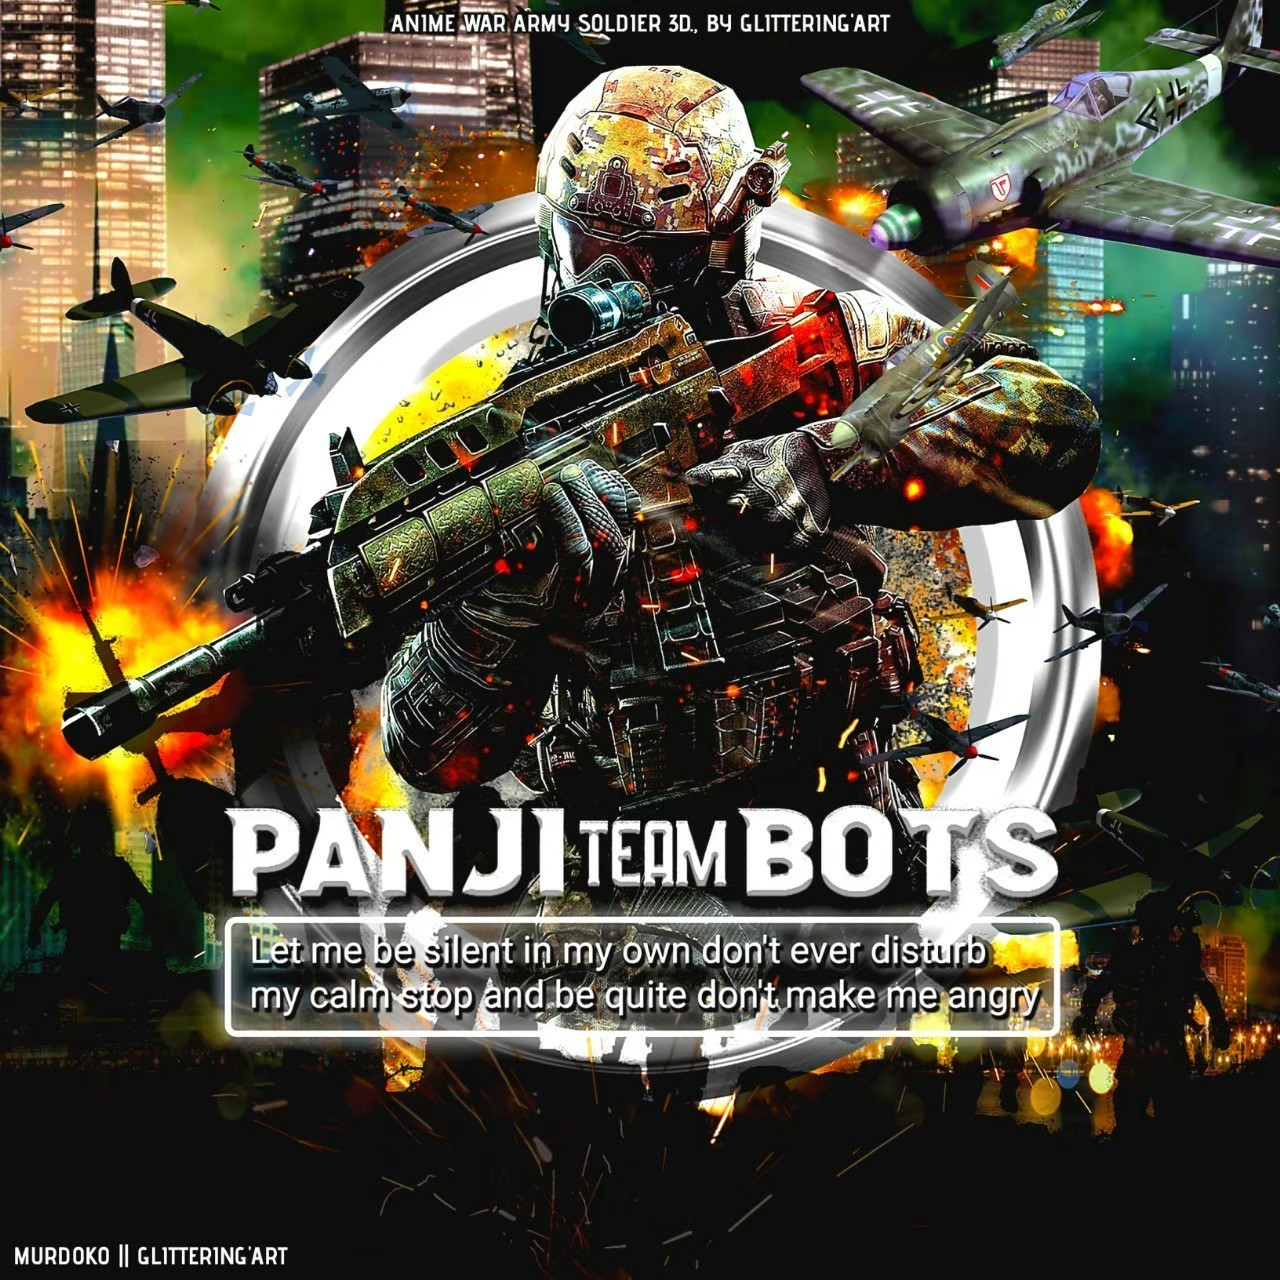 ANIME WAR ARMY SOLDIER 3D., BY GLITTERING'ART
PANJI TEAM BOTS
Let me be silent in my own don't ever disturb
my calm stop and be quite don't make me angry
MURDOKO || GLITTERING'ART